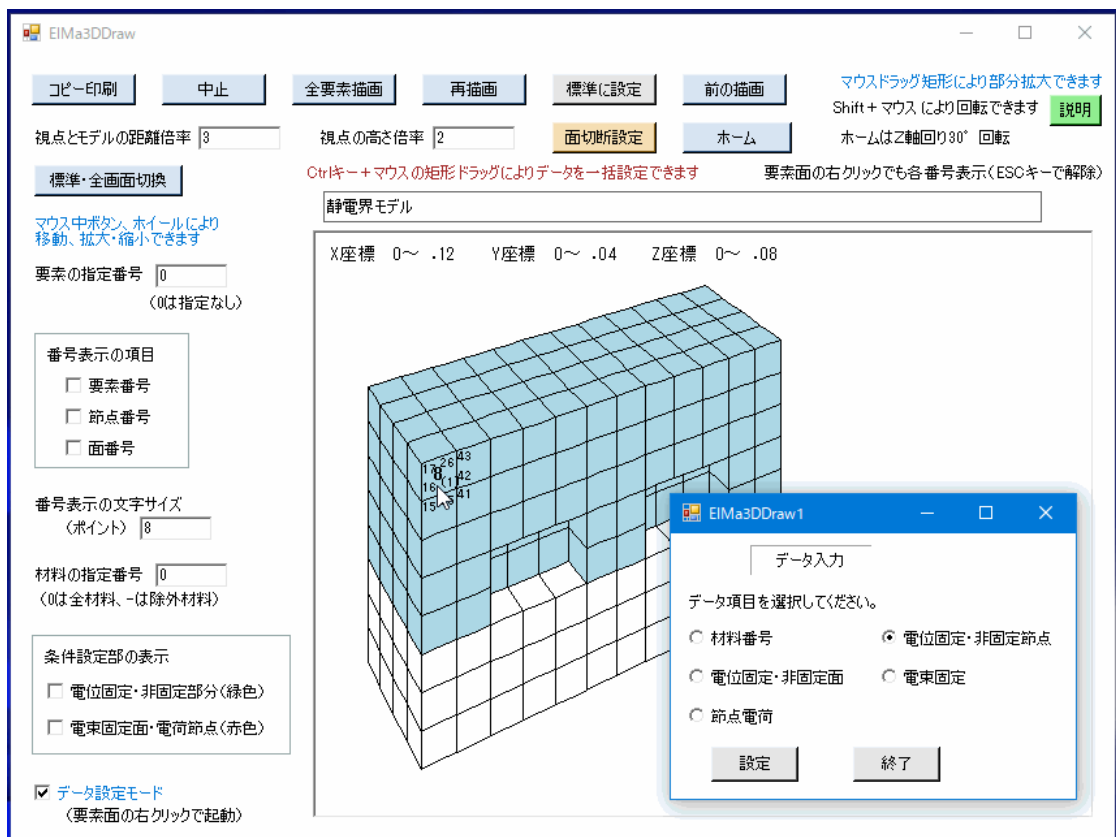 ElMa3DDraw
コピー印刷 中止 全要素描画 再描画 標準に設定 前の描画 マウスドラッグ矩形により部分拡大できます
Shift+マウスにより回転できます 説明
視点とモデルの距離倍率 3 視点の高さ倍率 2 面切断設定 ホーム ホームはZ軸回り30°回転
標準・全画面切換 Ctrlキー+マウスの矩形ドラッグによりデータを一括設定できます 要素面の右クリックでも各番号表示(ESCキーで解除)
静電界モデル
マウス中ボタン、ホイールにより
移動、拡大・縮小できます
X座標 0~ .12 Y座標 0~ .04 Z座標 0~ .08
要素の指定番号 0
(0は指定なし)
番号表示の項目
要素番号
節点番号
面番号
17 26 43
8
16 (1) 42
15 41
番号表示の文字サイズ
(ポイント) 8
材料の指定番号 0
(0は全材料、-は除外材料)
条件設定部の表示
電位固定・非固定部分(緑色)
電束固定面・電荷節点(赤色)
データ設定モード
(要素面の右クリックで起動)
ElMa3DDraw1
データ入力
データ項目を選択してください。
材料番号 電位固定・非固定節点
電位固定・非固定面 電束固定
節点電荷
設定 終了